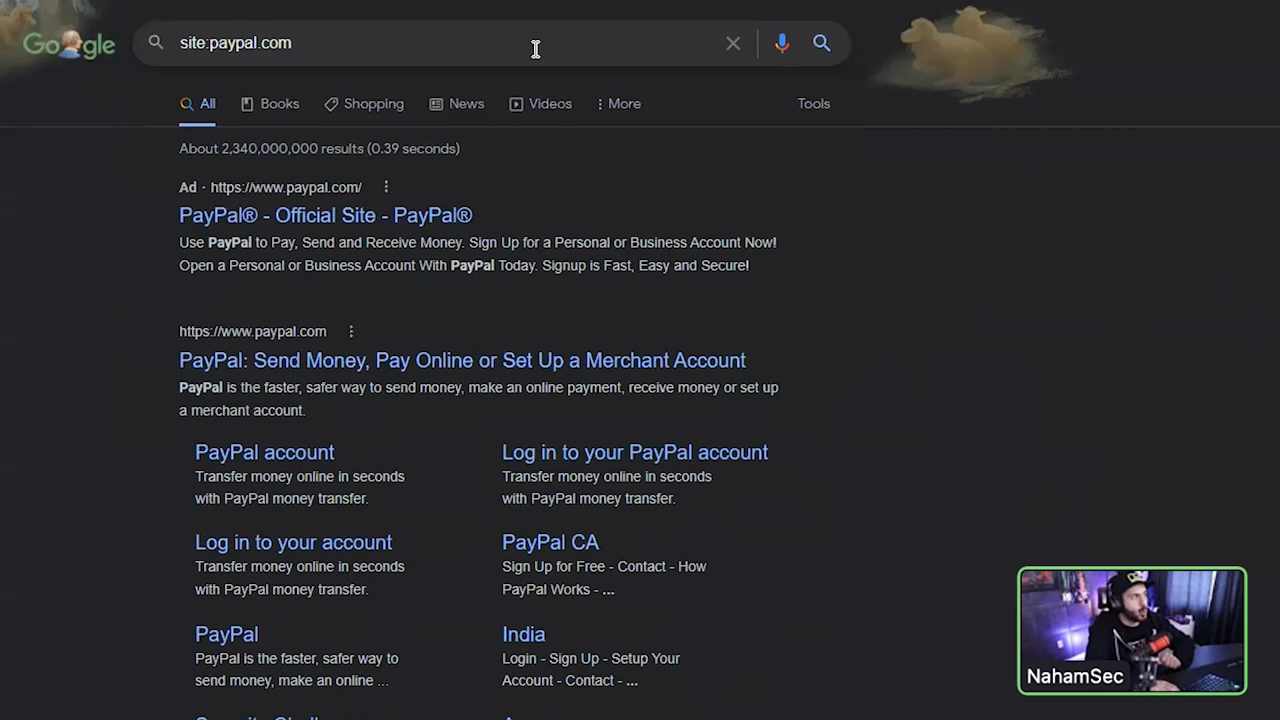 Google
site:paypal.com
All
Books
Shopping
News
Videos
More
Tools
About 2,340,000,000 results (0.39 seconds)
Ad · https://www.paypal.com/
PayPal® - Official Site - PayPal®
Use PayPal to Pay, Send and Receive Money. Sign Up for a Personal or Business Account Now!
Open a Personal or Business Account With PayPal Today. Signup is Fast, Easy and Secure!
https://www.paypal.com
PayPal: Send Money, Pay Online or Set Up a Merchant Account
PayPal is the faster, safer way to send money, make an online payment, receive money or set up
a merchant account.
PayPal account
Transfer money online in seconds
with PayPal money transfer.
Log in to your PayPal account
Transfer money online in seconds
with PayPal money transfer.
Log in to your account
Transfer money online in seconds
with PayPal money transfer.
PayPal CA
Sign Up for Free - Contact - How
PayPal Works - ...
PayPal
PayPal is the faster, safer way to
send money, make an online ...
India
Login - Sign Up - Setup Your
Account - Contact - ...
NahamSec